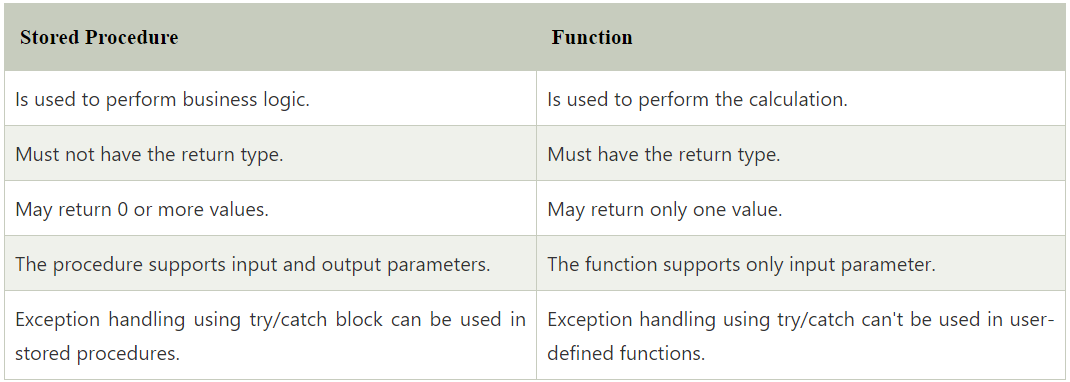 Stored Procedure
Function
Is used to perform business logic.
Is used to perform the calculation.
Must not have the return type.
Must have the return type.
May return 0 or more values.
May return only one value.
The procedure supports input and output parameters.
The function supports only input parameter.
Exception handling using try/catch block can be used in
stored procedures.
Exception handling using try/catch can't be used in user-
defined functions.